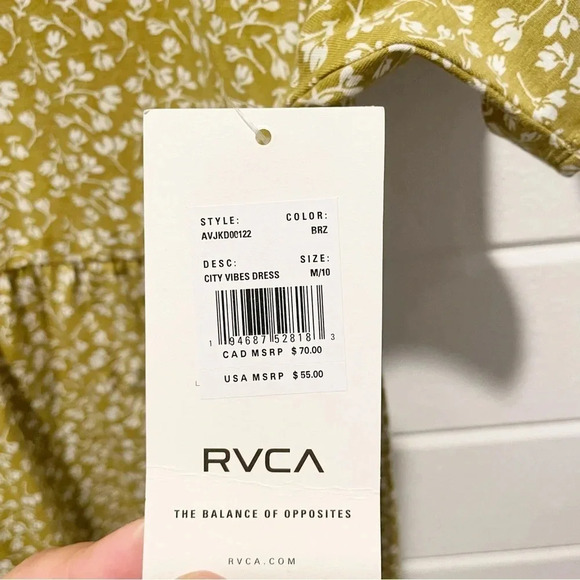 STYLE: COLOR:
AVJKD00122 BRZ
DESC: SIZE:
CITY VIBES DRESS M/10
1 94687 52818 3
CAD MSRP $ 70.00
USA MSRP $ 55.00
RVCA
THE BALANCE OF OPPOSITES
RVCA.COM